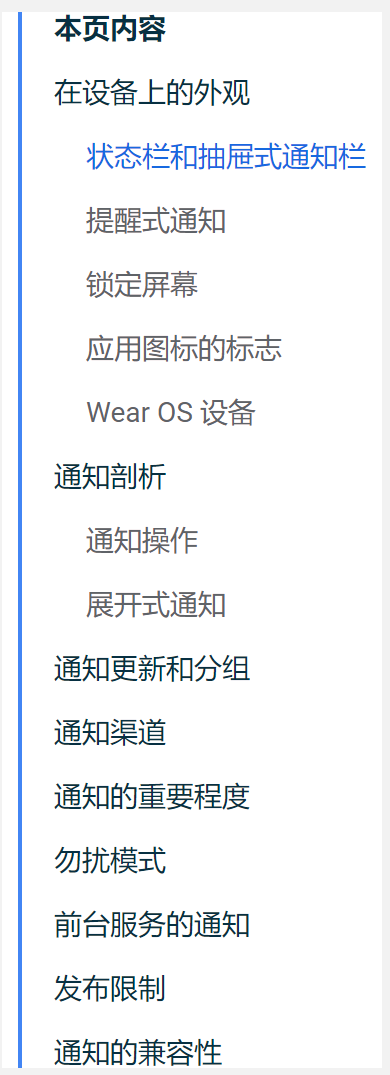 本页内容
在设备上的外观
状态栏和抽屉式通知栏
提醒式通知
锁定屏幕
应用图标的标志
Wear OS 设备
通知剖析
通知操作
展开式通知
通知更新和分组
通知渠道
通知的重要程度
勿扰模式
前台服务的通知
发布限制
通知的兼容性